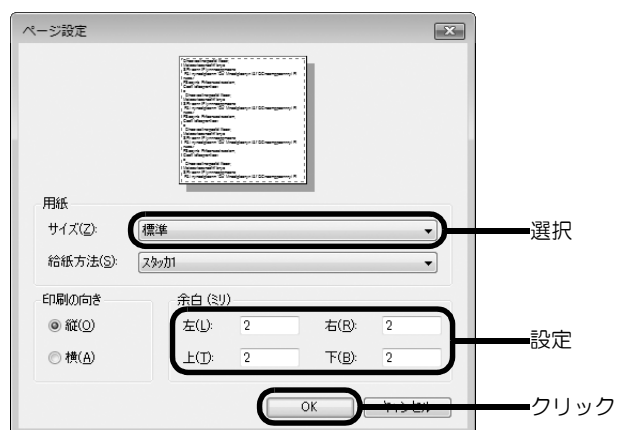 ページ設定
用紙
サイズ(Z):
標準
選択
給紙方法(S):
スタッカ1
印刷の向き
余白 (ミリ)
縦(O)
左(L):
2
右(R):
2
設定
横(A)
上(T):
2
下(B):
2
OK
クリック